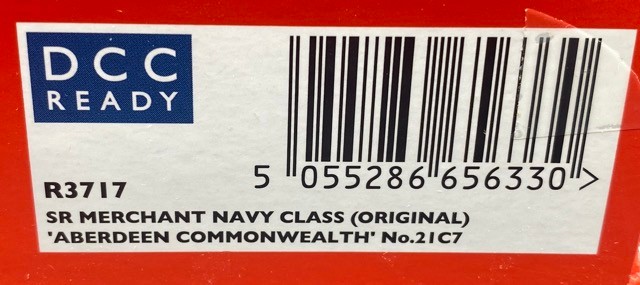 DCC
READY
5 055286 656330 >
R3717
SR MERCHANT NAVY CLASS (ORIGINAL)
'ABERDEEN COMMONWEALTH' No.21C7